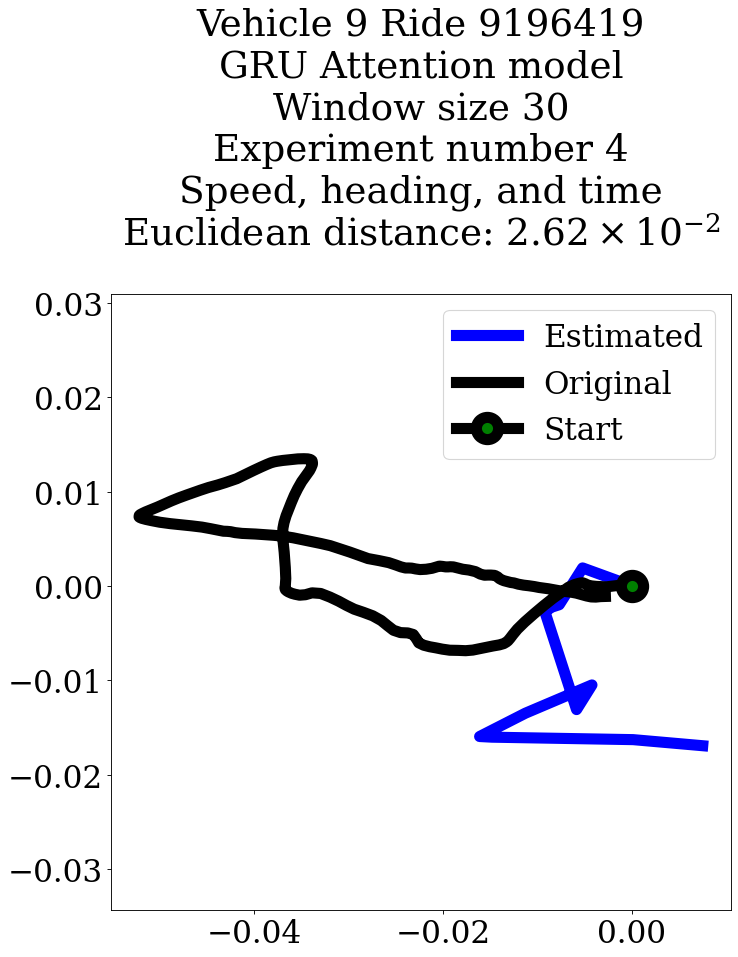 Vehicle 9 Ride 9196419
GRU Attention model
Window size 30
Experiment number 4
Speed, heading, and time
Euclidean distance: 2.62 × 10⁻²
Estimated
Original
Start
0.03
0.02
0.01
0.00
−0.01
−0.02
−0.03
−0.04
−0.02
0.00